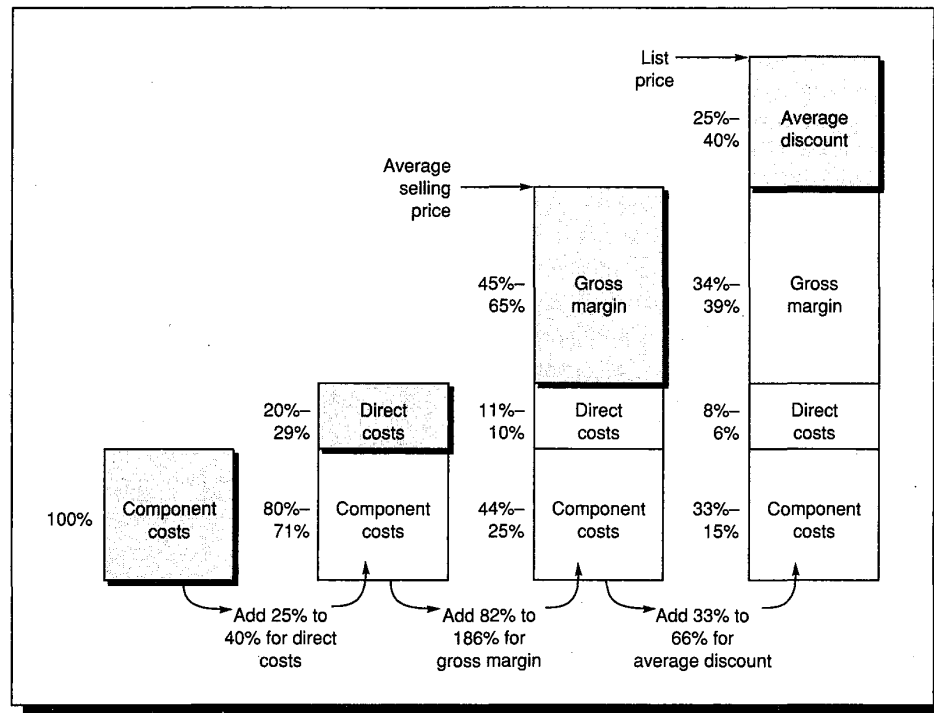 100%
Component
costs
Add 25% to
40% for direct
costs
20%–
29%
Direct
costs
80%–
71%
Component
costs
Add 82% to
186% for
gross margin
Average
selling
price
45%–
65%
Gross
margin
11%–
10%
Direct
costs
44%–
25%
Component
costs
Add 33% to
66% for
average discount
List
price
25%–
40%
Average
discount
34%–
39%
Gross
margin
8%–
6%
Direct
costs
33%–
15%
Component
costs